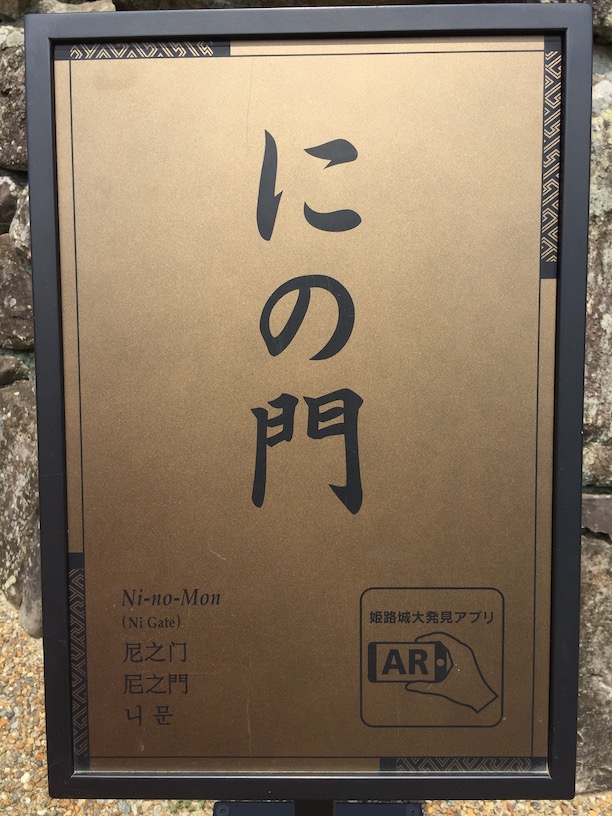 にの門
Ni-no-Mon
(Ni Gate)
尼之门
尼之門
니 문
姫路城大発見アプリ
AR